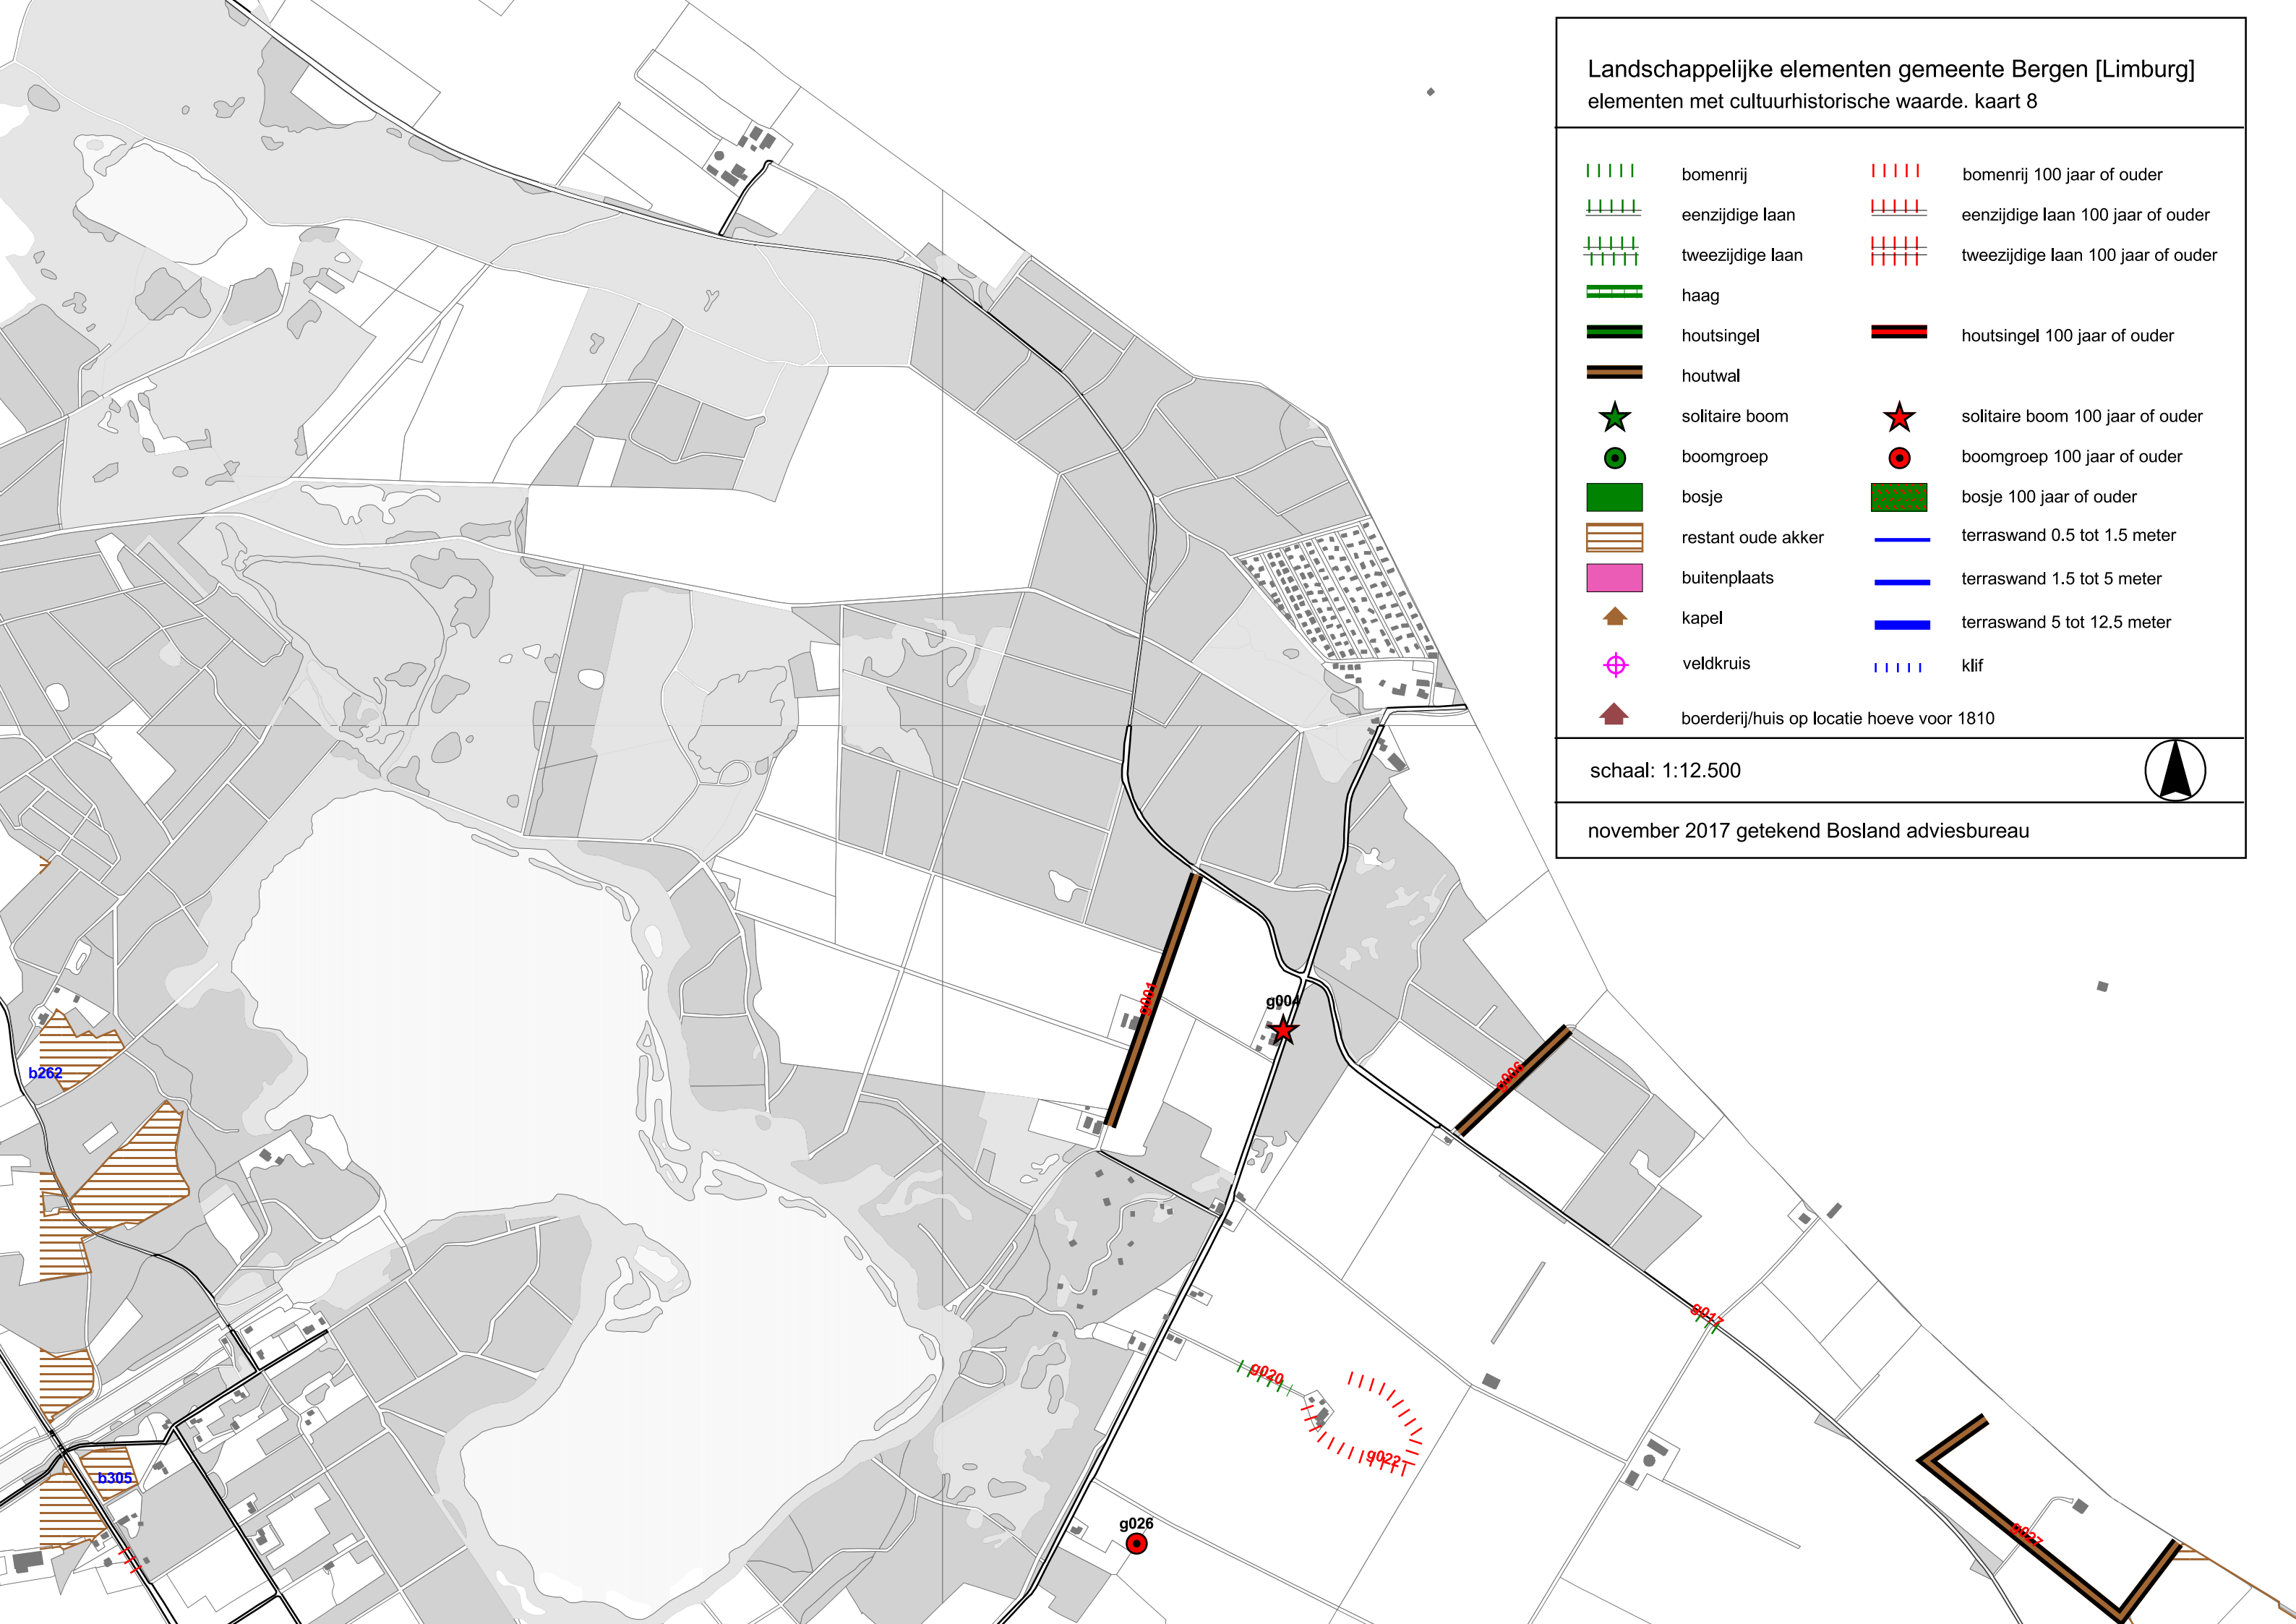 Landschappelijke elementen gemeente Bergen [Limburg]
elementen met cultuurhistorische waarde. kaart 8
bomenrij
bomenrij 100 jaar of ouder
eenzijdige laan
eenzijdige laan 100 jaar of ouder
tweezijdige laan
tweezijdige laan 100 jaar of ouder
haag
houtsingel
houtsingel 100 jaar of ouder
houtwal
solitaire boom
solitaire boom 100 jaar of ouder
boomgroep
boomgroep 100 jaar of ouder
bosje
bosje 100 jaar of ouder
restant oude akker
terraswand 0.5 tot 1.5 meter
buitenplaats
terraswand 1.5 tot 5 meter
kapel
terraswand 5 tot 12.5 meter
veldkruis
klif
boerderij/huis op locatie hoeve voor 1810
schaal: 1:12.500
november 2017 getekend Bosland adviesbureau
g001
g004
b262
g006
g017
g020
g022
b305
g026
g027